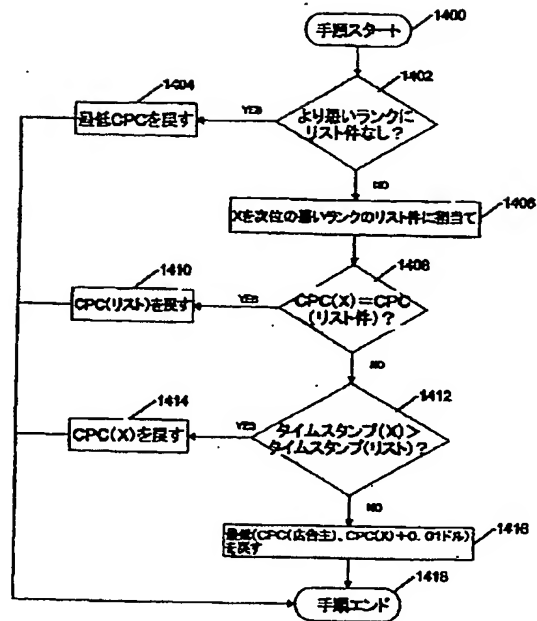 1400
手順スタート
1402
1404
より悪いランクに
リスト件なし？
YES
最低CPCを戻す
NO
1406
Xを次位の悪いランクのリスト件に割当て
1408
1410
CPC(X)＝CPC
(リスト件)？
YES
CPC(リスト)を戻す
NO
1412
1414
タイムスタンプ(X)＞
タイムスタンプ(リスト)？
YES
CPC(X)を戻す
NO
1416
最低(CPC(広告主)、CPC(X)＋0．01ドル)
を戻す
1418
手順エンド